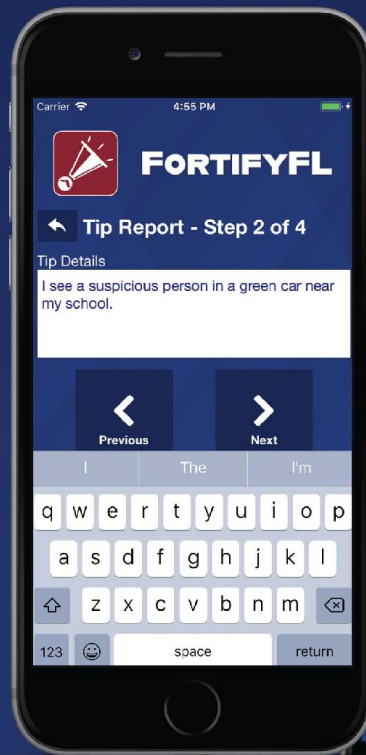 Carrier 4:55 PM
FORTIFYFL
Tip Report - Step 2 of 4
Tip Details
I see a suspicious person in a green car near
my school.
Previous Next
I The I'm
q w e r t y u i o p
a s d f g h j k l
z x c v b n m
123 space return